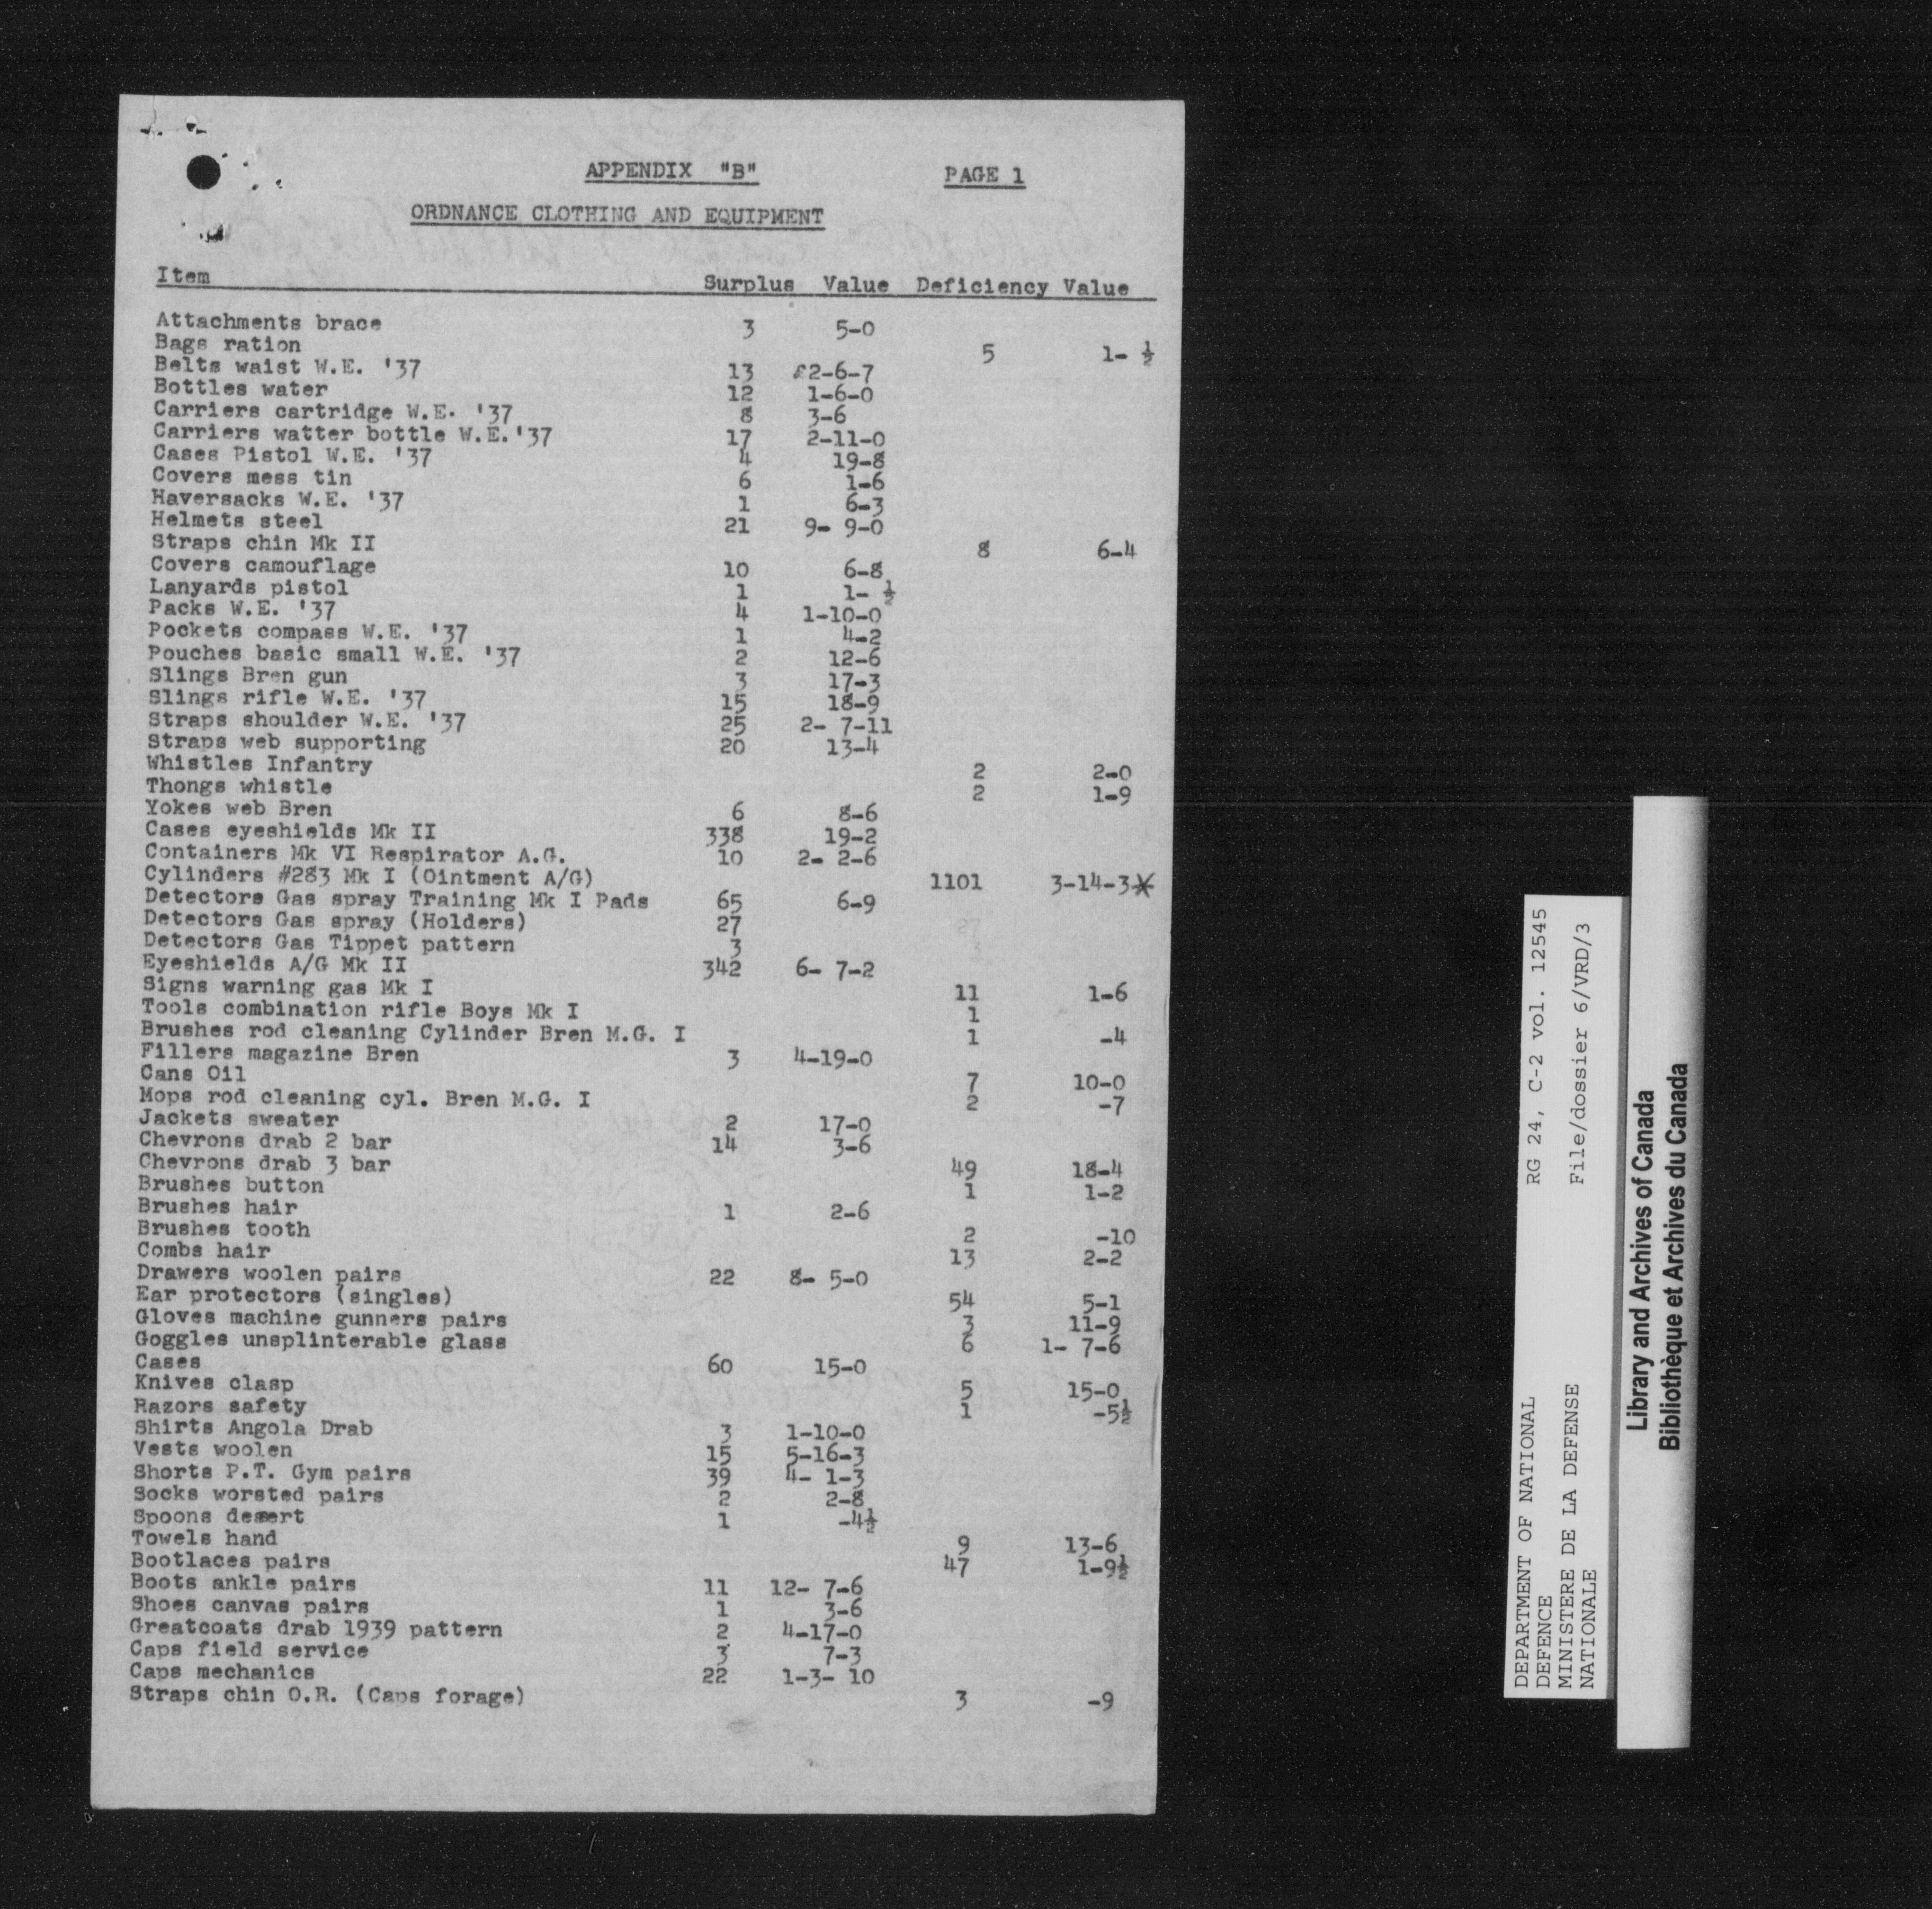 APPENDIX "B" PAGE 1
ORDNANCE CLOTHING AND EQUIPMENT
Item Surplus Value Deficiency Value
Attachments brace 3 5-0
Bags ration 5 1- ½
Belts waist W.E. '37 13 £2-6-7
Bottles water 12 1-6-0
Carriers cartridge W.E. '37 8 3-6
Carriers watter bottle W.E.'37 17 2-11-0
Cases Pistol W.E. '37 4 19-8
Covers mess tin 6 1-6
Haversacks W.E. '37 1 6-3
Helmets steel 21 9- 9-0
Straps chin Mk II 8 6-4
Covers camouflage 10 6-8
Lanyards pistol 1 1- ½
Packs W.E. '37 4 1-10-0
Pockets compass W.E. '37 1 4-2
Pouches basic small W.E. '37 2 12-6
Slings Bren gun 3 17-3
Slings rifle W.E. '37 15 18-9
Straps shoulder W.E. '37 25 2- 7-11
Straps web supporting 20 13-4
Whistles Infantry 2 2-0
Thongs whistle 2 1-9
Yokes web Bren 6 8-6
Cases eyeshields Mk II 338 19-2
Containers Mk VI Respirator A.G. 10 2- 2-6
Cylinders #283 Mk I (Ointment A/G) 1101 3-14-3
Detectors Gas spray Training Mk I Pads 65 6-9
Detectors Gas spray (Holders) 27
Detectors Gas Tippet pattern 3
Eyeshields A/G Mk II 342 6- 7-2
Signs warning gas Mk I 11 1-6
Tools combination rifle Boys Mk I 1
Brushes rod cleaning Cylinder Bren M.G. I 1 -4
Fillers magazine Bren 3 4-19-0
Cans Oil 7 10-0
Mops rod cleaning cyl. Bren M.G. I 2 -7
Jackets sweater 2 17-0
Chevrons drab 2 bar 14 3-6
Chevrons drab 3 bar 49 18-4
Brushes button 1 1-2
Brushes hair 1 2-6
Brushes tooth 2 -10
Combs hair 13 2-2
Drawers woolen pairs 22 8- 5-0
Ear protectors (singles) 54 5-1
Gloves machine gunners pairs 3 11-9
Goggles unsplinterable glass 6 1- 7-6
Cases 60 15-0
Knives clasp 5 15-0
Razors safety 1 -5½
Shirts Angola Drab 3 1-10-0
Vests woolen 15 5-16-3
Shorts P.T. Gym pairs 39 4- 1-3
Socks worsted pairs 2 2-8
Spoons desert 1 -4½
Towels hand 9 13-6
Bootlaces pairs 47 1-9½
Boots ankle pairs 11 12- 7-6
Shoes canvas pairs 1 3-6
Greatcoats drab 1939 pattern 2 4-17-0
Caps field service 3 7-3
Caps mechanics 22 1-3- 10
Straps chin O.R. (Caps forage) 3 -9
DEPARTMENT OF NATIONAL RG 24, C-2 vol. 12545
DEFENCE
MINISTERE DE LA DEFENSE File/dossier 6/VRD/3
NATIONALE
Library and Archives of Canada
Bibliothèque et Archives du Canada